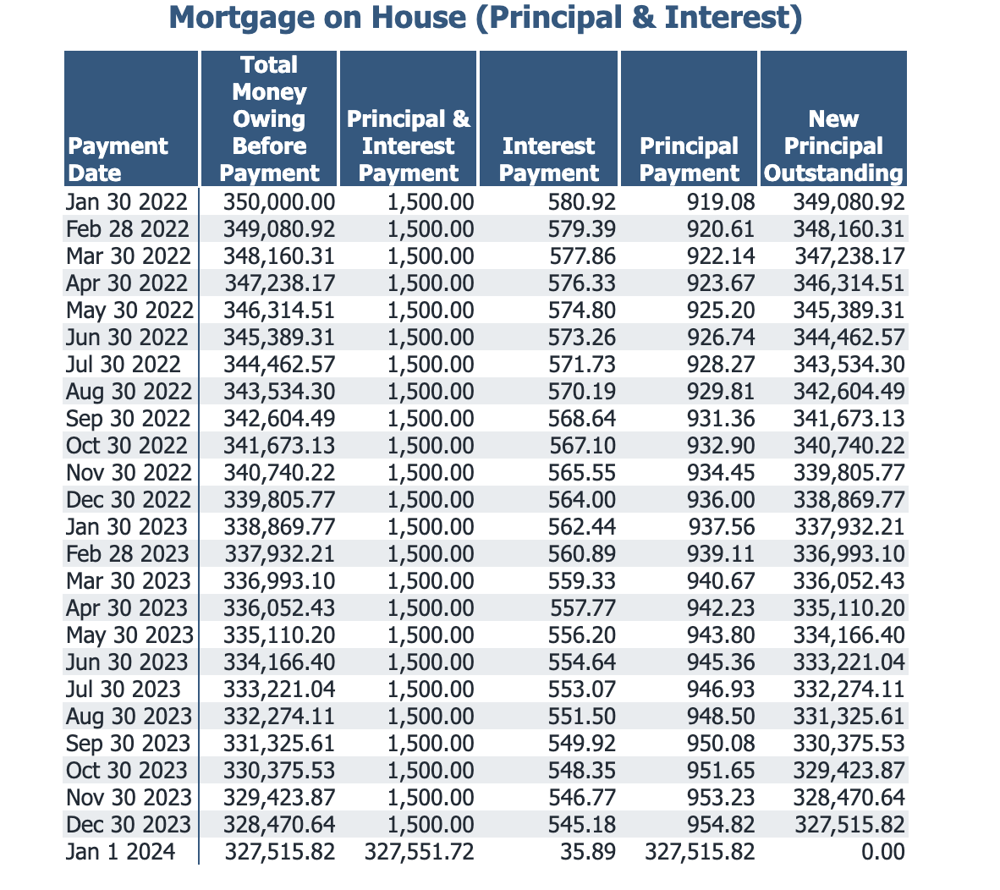 Mortgage on House (Principal & Interest)
Payment Date Total Money Owing Before Payment Principal & Interest Payment Interest Payment Principal Payment New Principal Outstanding
Jan 30 2022 350,000.00 1,500.00 580.92 919.08 349,080.92
Feb 28 2022 349,080.92 1,500.00 579.39 920.61 348,160.31
Mar 30 2022 348,160.31 1,500.00 577.86 922.14 347,238.17
Apr 30 2022 347,238.17 1,500.00 576.33 923.67 346,314.51
May 30 2022 346,314.51 1,500.00 574.80 925.20 345,389.31
Jun 30 2022 345,389.31 1,500.00 573.26 926.74 344,462.57
Jul 30 2022 344,462.57 1,500.00 571.73 928.27 343,534.30
Aug 30 2022 343,534.30 1,500.00 570.19 929.81 342,604.49
Sep 30 2022 342,604.49 1,500.00 568.64 931.36 341,673.13
Oct 30 2022 341,673.13 1,500.00 567.10 932.90 340,740.22
Nov 30 2022 340,740.22 1,500.00 565.55 934.45 339,805.77
Dec 30 2022 339,805.77 1,500.00 564.00 936.00 338,869.77
Jan 30 2023 338,869.77 1,500.00 562.44 937.56 337,932.21
Feb 28 2023 337,932.21 1,500.00 560.89 939.11 336,993.10
Mar 30 2023 336,993.10 1,500.00 559.33 940.67 336,052.43
Apr 30 2023 336,052.43 1,500.00 557.77 942.23 335,110.20
May 30 2023 335,110.20 1,500.00 556.20 943.80 334,166.40
Jun 30 2023 334,166.40 1,500.00 554.64 945.36 333,221.04
Jul 30 2023 333,221.04 1,500.00 553.07 946.93 332,274.11
Aug 30 2023 332,274.11 1,500.00 551.50 948.50 331,325.61
Sep 30 2023 331,325.61 1,500.00 549.92 950.08 330,375.53
Oct 30 2023 330,375.53 1,500.00 548.35 951.65 329,423.87
Nov 30 2023 329,423.87 1,500.00 546.77 953.23 328,470.64
Dec 30 2023 328,470.64 1,500.00 545.18 954.82 327,515.82
Jan 1 2024 327,515.82 327,551.72 35.89 327,515.82 0.00